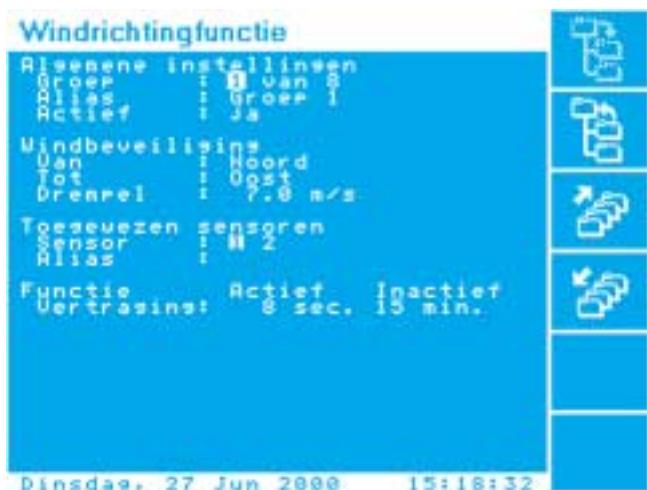 Windrichtingfunctie
Algemene instellingen
Groep : 1 van 8
Alias : Groep 1
Actief : Ja
Windbeveiliging
Van : Noord
Tot : Oost
Drempel : 7.0 m/s
Toegewezen sensoren
Sensor : 1 2
Alias :
Functie Actief Inactief
Vertraging: 8 sec. 15 min.
Dinsdag, 27 Jun 2000 15:18:32